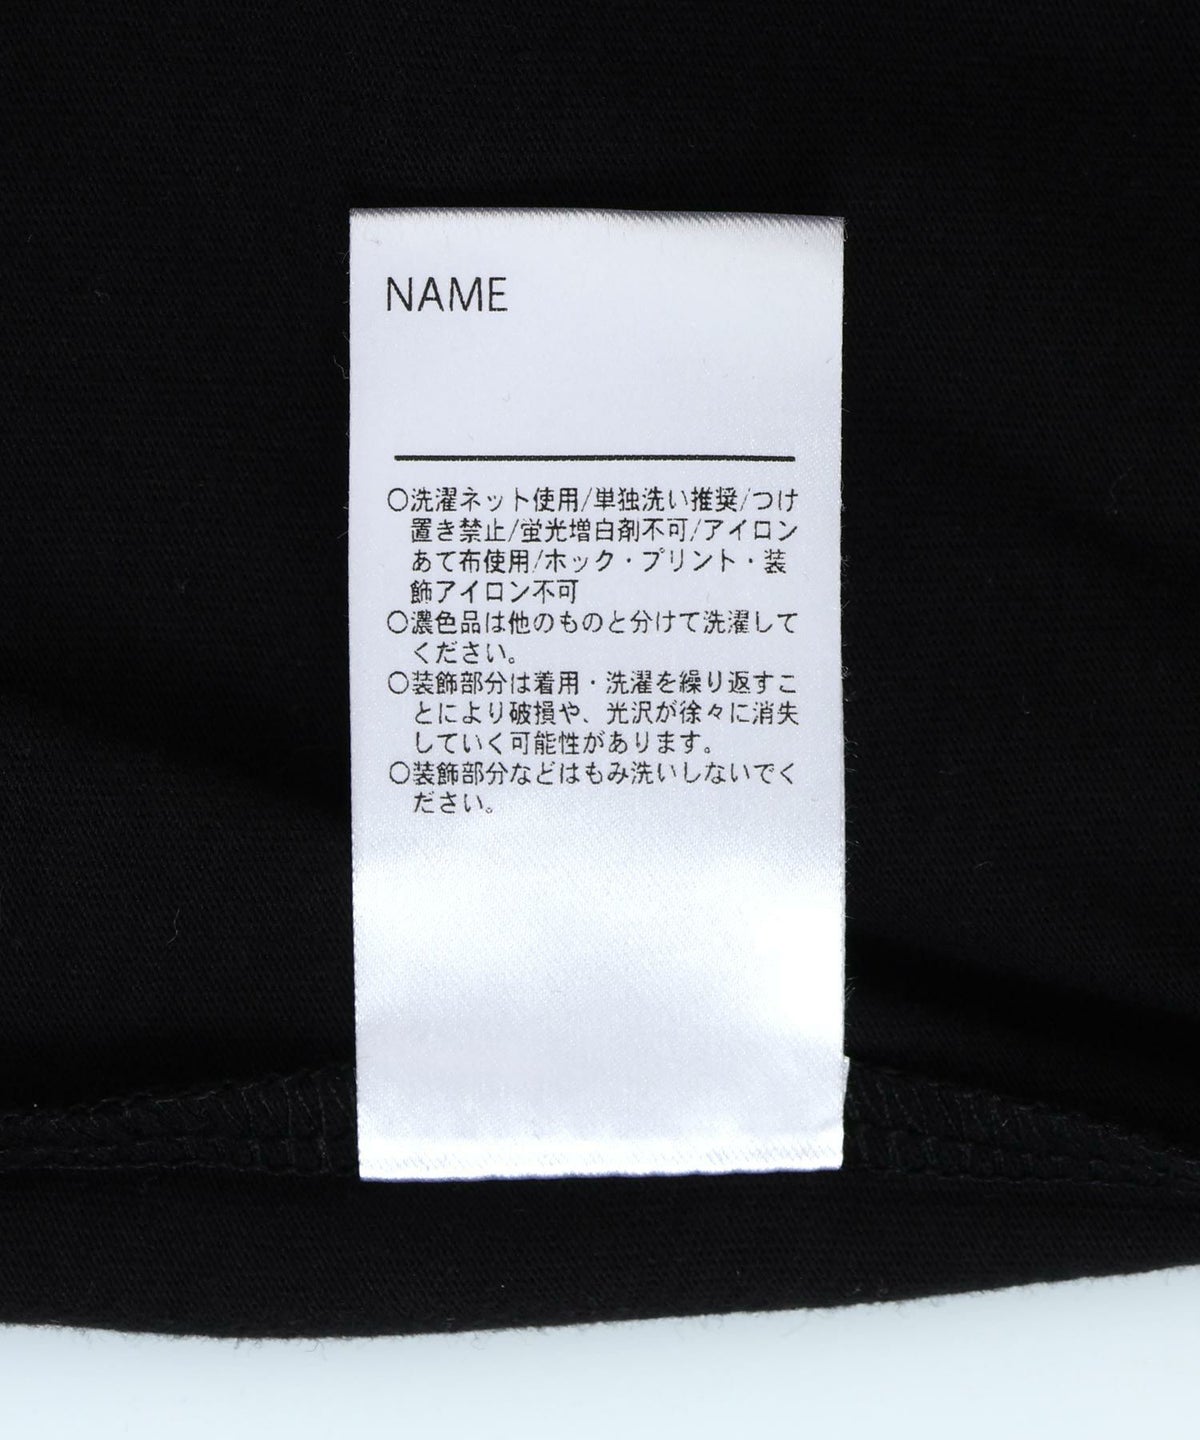 NAME
○洗濯ネット使用/単独洗い推奨/つけ
置き禁止/蛍光増白剤不可/アイロン
あて布使用/ホック・プリント・装
飾アイロン不可
○濃色品は他のものと分けて洗濯して
ください。
○装飾部分は着用・洗濯を繰り返すこ
とにより破損や、光沢が徐々に消失
していく可能性があります。
○装飾部分などはもみ洗いしないでく
ださい。